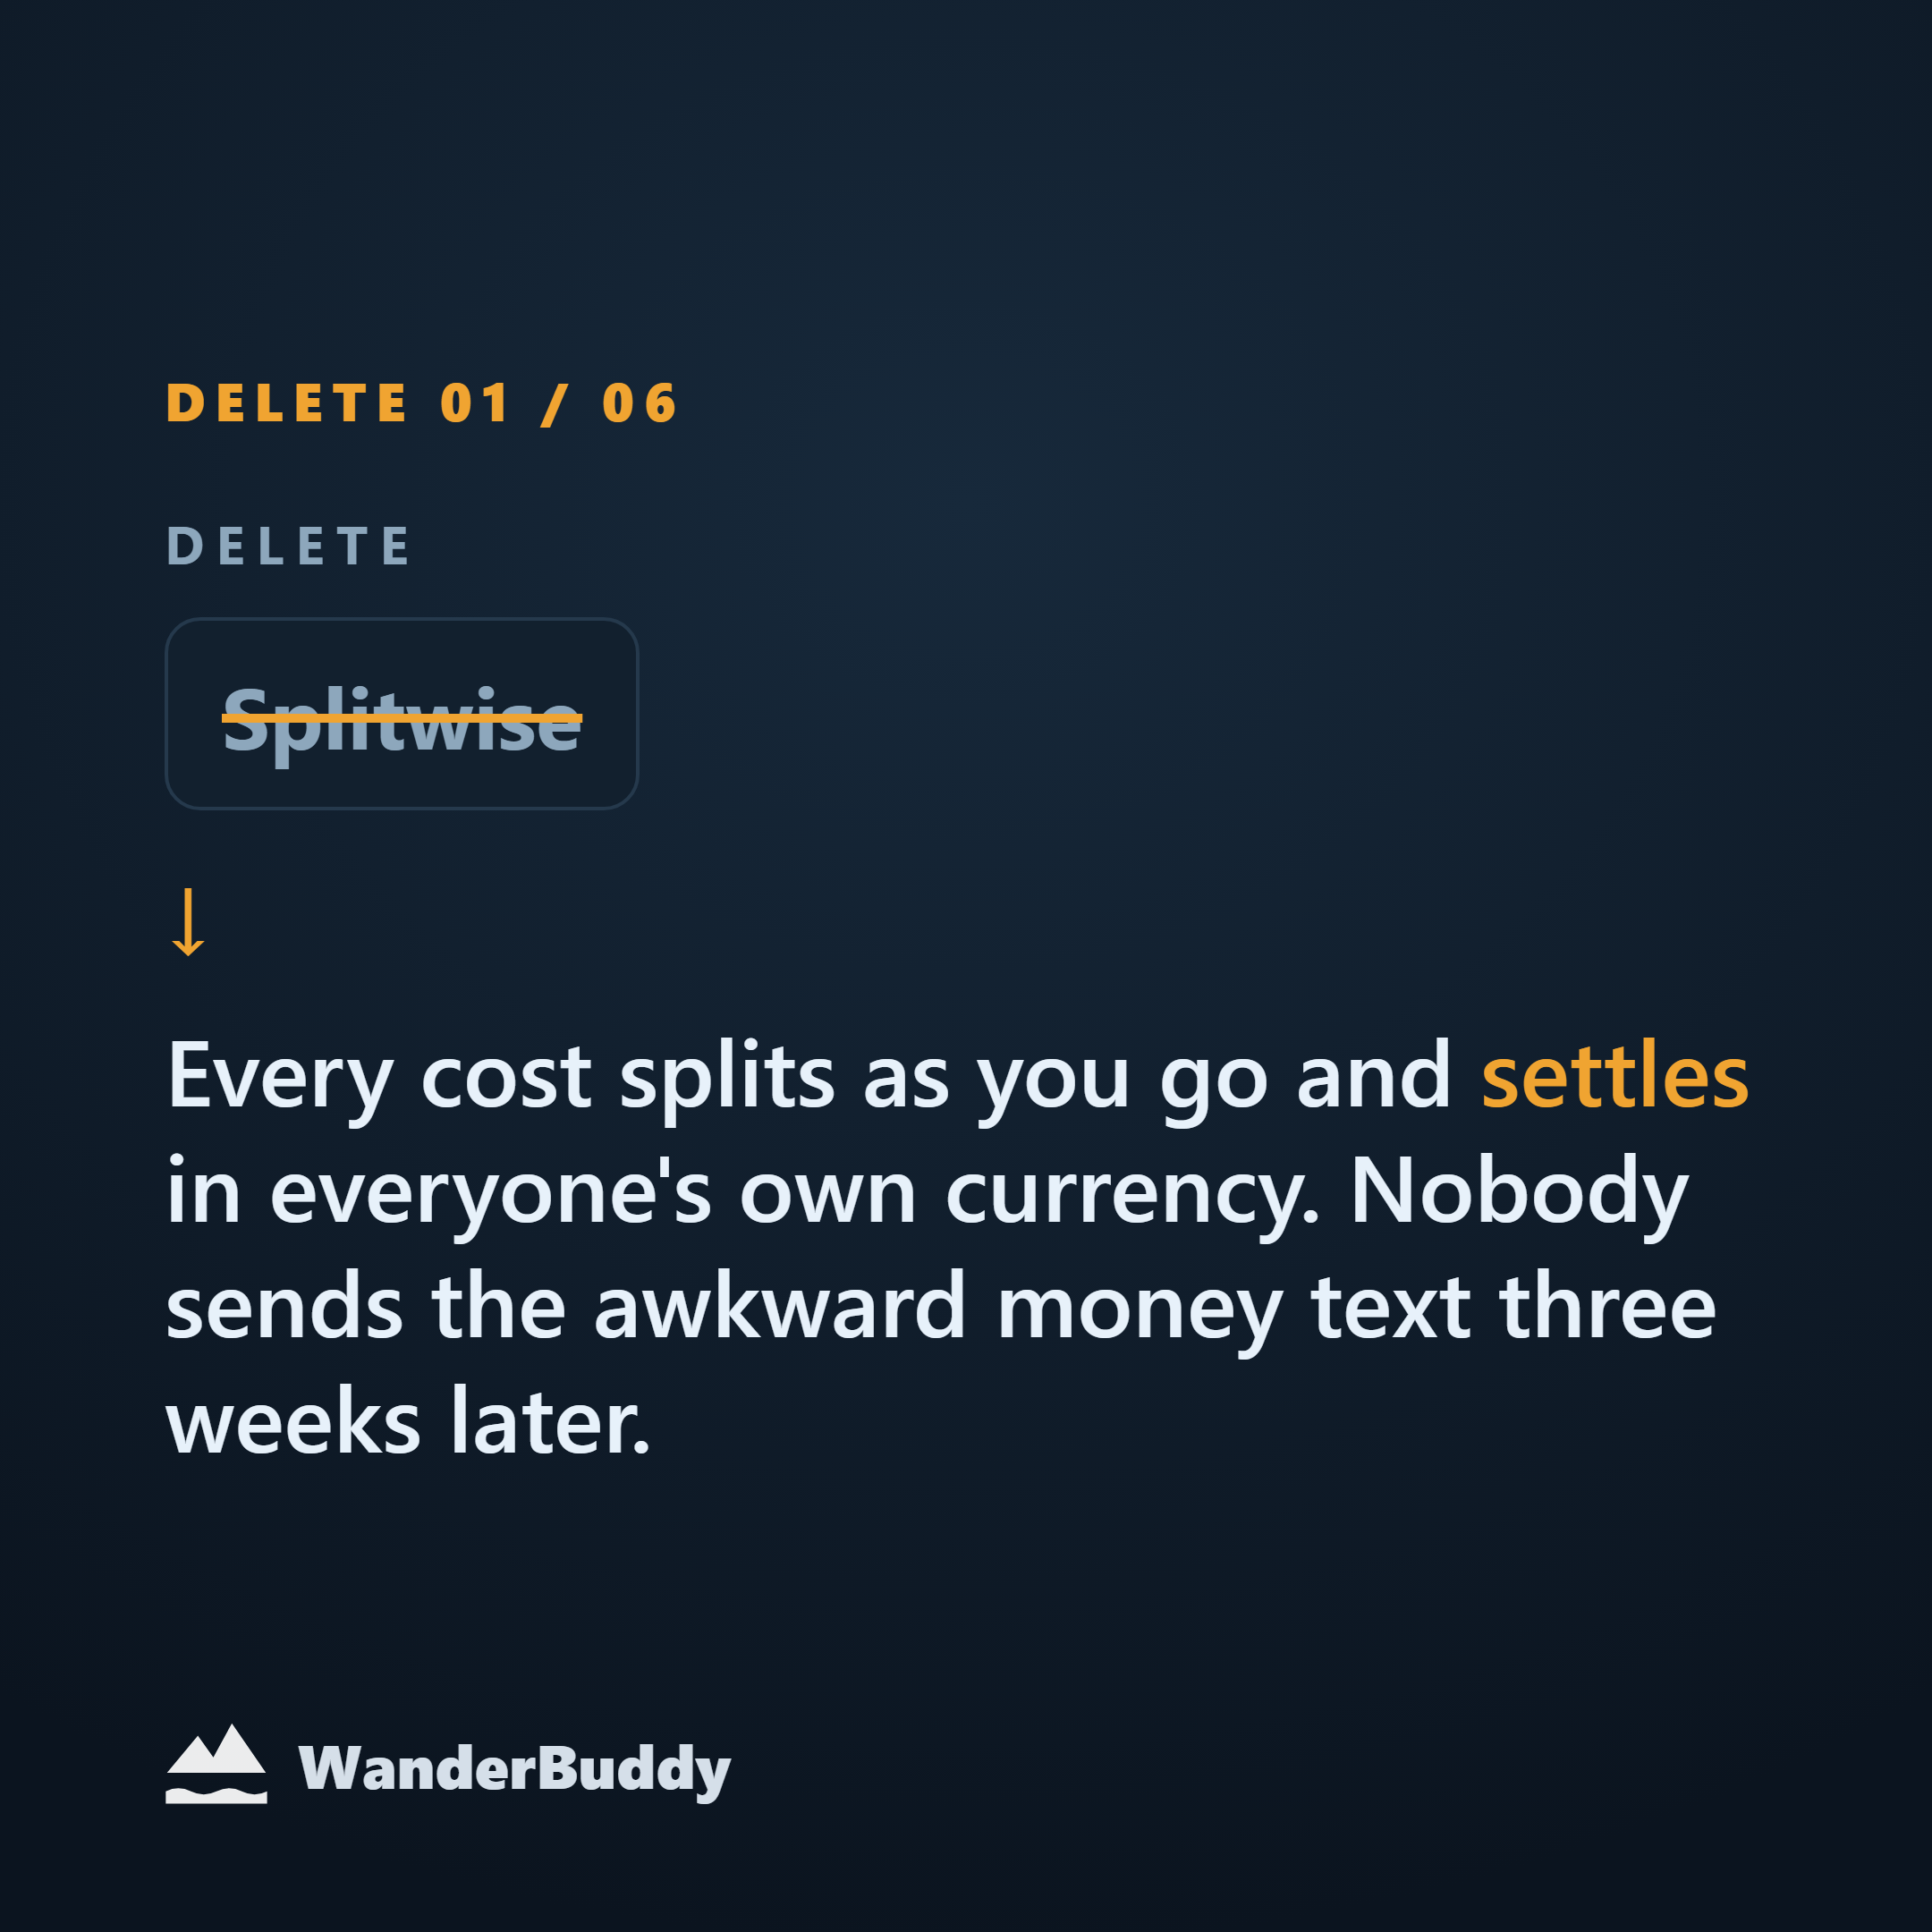 DELETE 01 / 06
DELETE
Splitwise
↓
Every cost splits as you go and settles
in everyone's own currency. Nobody
sends the awkward money text three
weeks later.
WanderBuddy